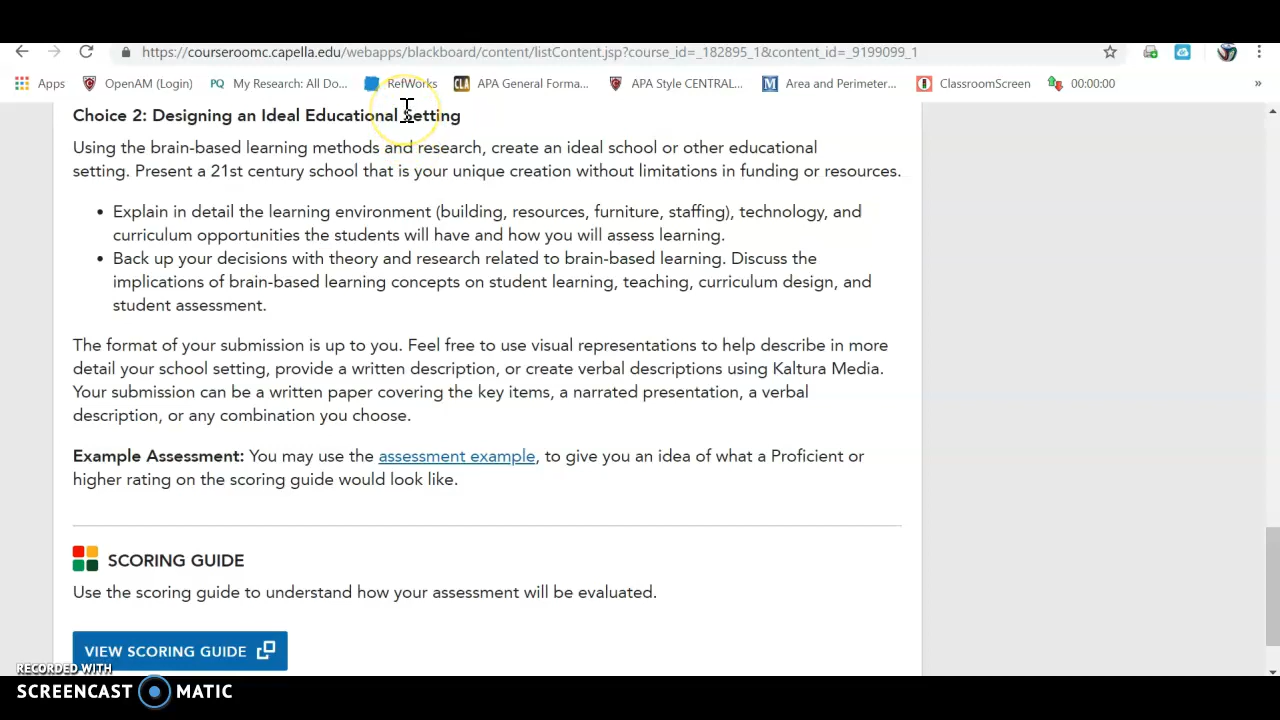 https://courseroomc.capella.edu/webapps/blackboard/content/listContent.jsp?course_id=_182895_1&content_id=_9199099_1
Apps OpenAM (Login) PQ My Research: All Do... RefWorks CLA APA General Forma... APA Style CENTRAL... M Area and Perimeter... ClassroomScreen 00:00:00 »
Choice 2: Designing an Ideal Educational Setting
Using the brain-based learning methods and research, create an ideal school or other educational
setting. Present a 21st century school that is your unique creation without limitations in funding or resources.
• Explain in detail the learning environment (building, resources, furniture, staffing), technology, and
curriculum opportunities the students will have and how you will assess learning.
• Back up your decisions with theory and research related to brain-based learning. Discuss the
implications of brain-based learning concepts on student learning, teaching, curriculum design, and
student assessment.
The format of your submission is up to you. Feel free to use visual representations to help describe in more
detail your school setting, provide a written description, or create verbal descriptions using Kaltura Media.
Your submission can be a written paper covering the key items, a narrated presentation, a verbal
description, or any combination you choose.
Example Assessment: You may use the assessment example, to give you an idea of what a Proficient or
higher rating on the scoring guide would look like.
SCORING GUIDE
Use the scoring guide to understand how your assessment will be evaluated.
VIEW SCORING GUIDE
RECORDED WITH
SCREENCAST MATIC